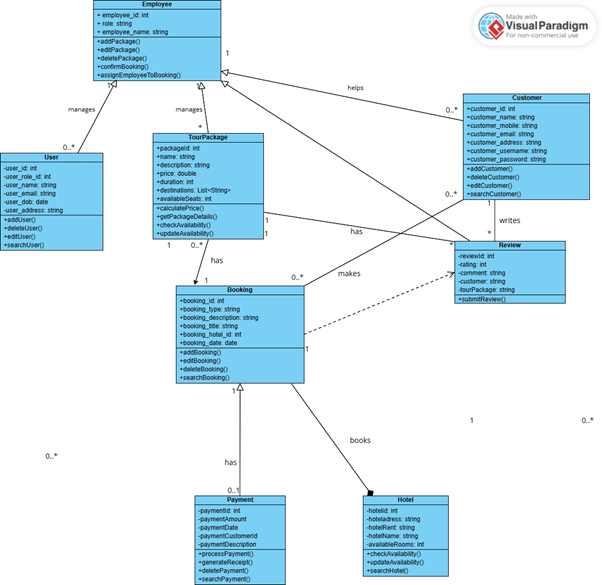 Employee
+ employee_id: int
+ role: string
+ employee_name: string
+addPackage()
+editPackage()
+deletePackage()
+confirmBooking()
+assignEmployeeToBooking()
Made with
VisualParadigm
For non-commercial use
1
1
1
helps
manages
manages
0..*
0..*
*
Customer
+customer_id: int
+customer_name: string
+customer_mobile: string
+customer_email: string
+customer_address: string
+customer_username: string
+customer_password: string
+addCustomer()
+deleteCustomer()
+editCustomer()
+searchCustomer()
User
-user_id: int
-user_role_id: int
-user_name: string
-user_email: string
-user_dob: date
-user_address: string
+addUser()
+deleteUser()
+editUser()
+searchUser()
TourPackage
+packageId: int
+name: string
+description: string
+price: double
+duration: int
+destinations: List<String>
+availableSeats: int
+calculatePrice()
+getPackageDetails()
+checkAvailability()
+updateAvailability()
0..*
1
1
1
writes
has
*
*
1
0..*
has
makes
0..*
Review
-reviewId: int
-rating: int
-comment: string
-customer: string
-tourPackage: string
+submitReview()
1
Booking
+booking_id: int
+booking_type: string
+booking_description: string
+booking_title: string
+booking_hotel_id: int
+booking_date: date
+addBooking()
+editBooking()
+deleteBooking()
+searchBooking()
1
1
1
0..*
books
0..*
has
0..1
Payment
-paymentId: int
-paymentAmount
-paymentDate
-paymentCustomerId
-paymentDescription
+processPayment()
+generateReceipt()
+deletePayment()
+searchPayment()
Hotel
-hotelid: int
-hoteladress: string
-hotelRent: string
-hotelName: string
-availableRooms: int
+checkAvailability()
+updateAvailability()
+searchHotel()